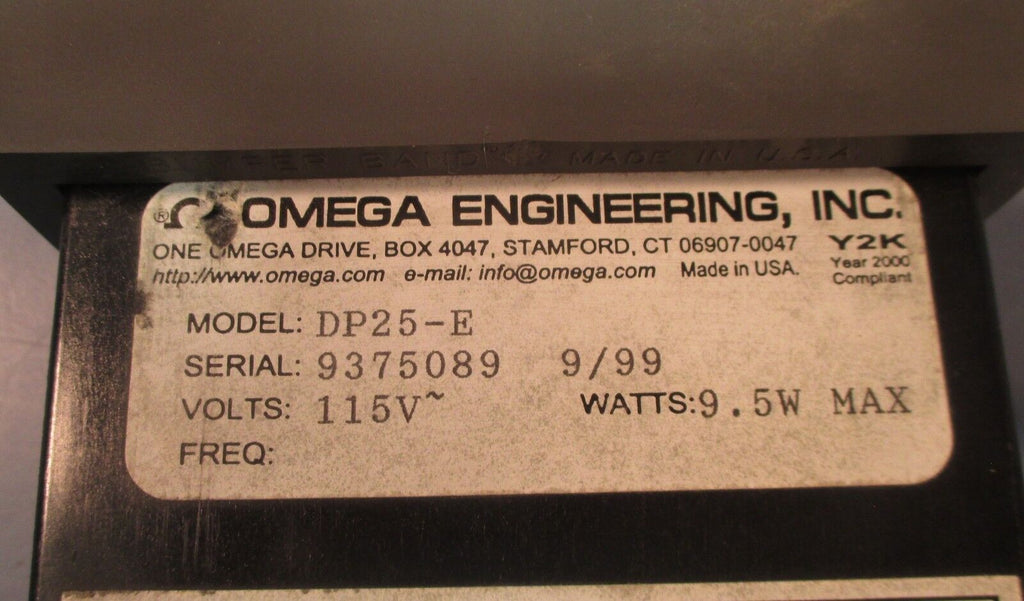 BAND MADE IN U.S.A
®Ω OMEGA ENGINEERING, INC.
ONE OMEGA DRIVE, BOX 4047, STAMFORD, CT 06907-0047 Y2K
http://www.omega.com e-mail: info@omega.com Made in USA. Year 2000
Compliant
MODEL: DP25-E
SERIAL: 9375089 9/99
VOLTS: 115V~ WATTS:9.5W MAX
FREQ: